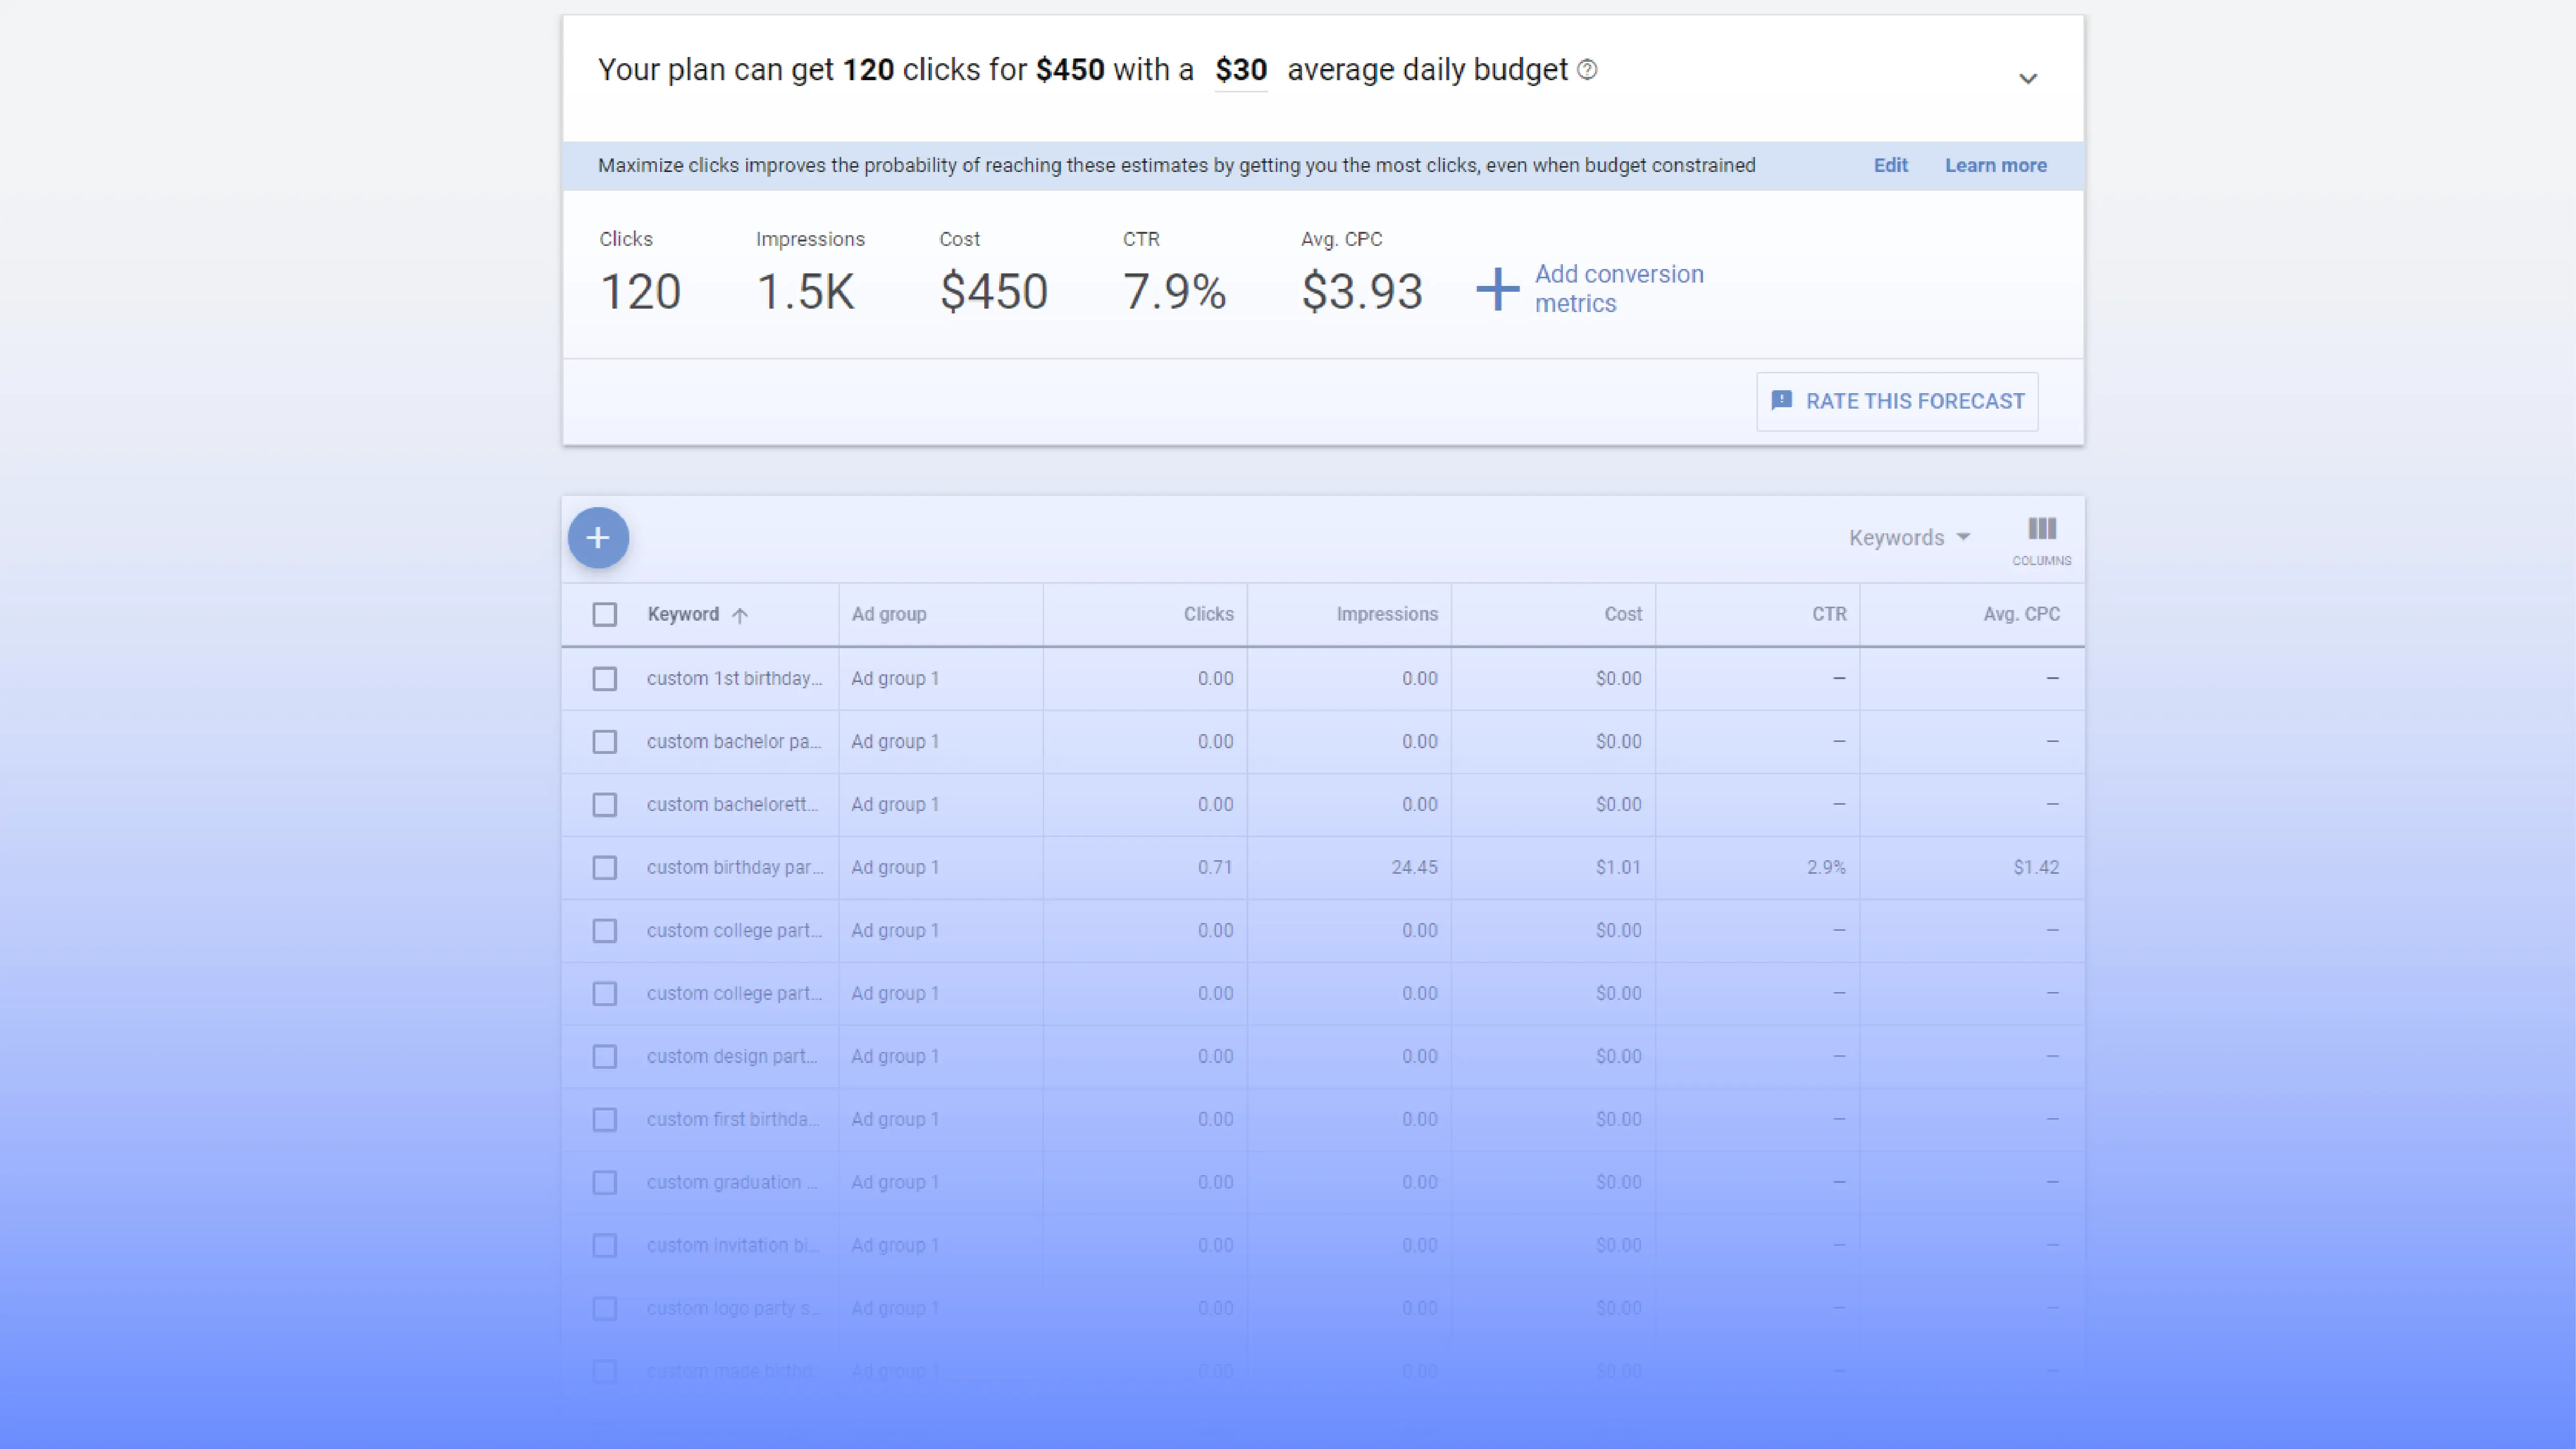 Your plan can get 120 clicks for $450 with a $30 average daily budget
Maximize clicks improves the probability of reaching these estimates by getting you the most clicks, even when budget constrained Edit Learn more
Clicks Impressions Cost CTR Avg. CPC
120 1.5K $450 7.9% $3.93
Add conversion
metrics
RATE THIS FORECAST
Keywords
COLUMNS
Keyword Ad group Clicks Impressions Cost CTR Avg. CPC
custom 1st birthday... Ad group 1 0.00 0.00 $0.00 – –
custom bachelor pa... Ad group 1 0.00 0.00 $0.00 – –
custom bachelorett... Ad group 1 0.00 0.00 $0.00 – –
custom birthday par... Ad group 1 0.71 24.45 $1.01 2.9% $1.42
custom college part... Ad group 1 0.00 0.00 $0.00 – –
custom college part... Ad group 1 0.00 0.00 $0.00 – –
custom design part... Ad group 1 0.00 0.00 $0.00 – –
custom first birthda... Ad group 1 0.00 0.00 $0.00 – –
custom graduation ... Ad group 1 0.00 0.00 $0.00 – –
custom invitation bi... Ad group 1 0.00 0.00 $0.00 – –
custom logo party s... Ad group 1 0.00 0.00 $0.00 – –
custom made birthd... Ad group 1 0.00 0.00 $0.00 – –